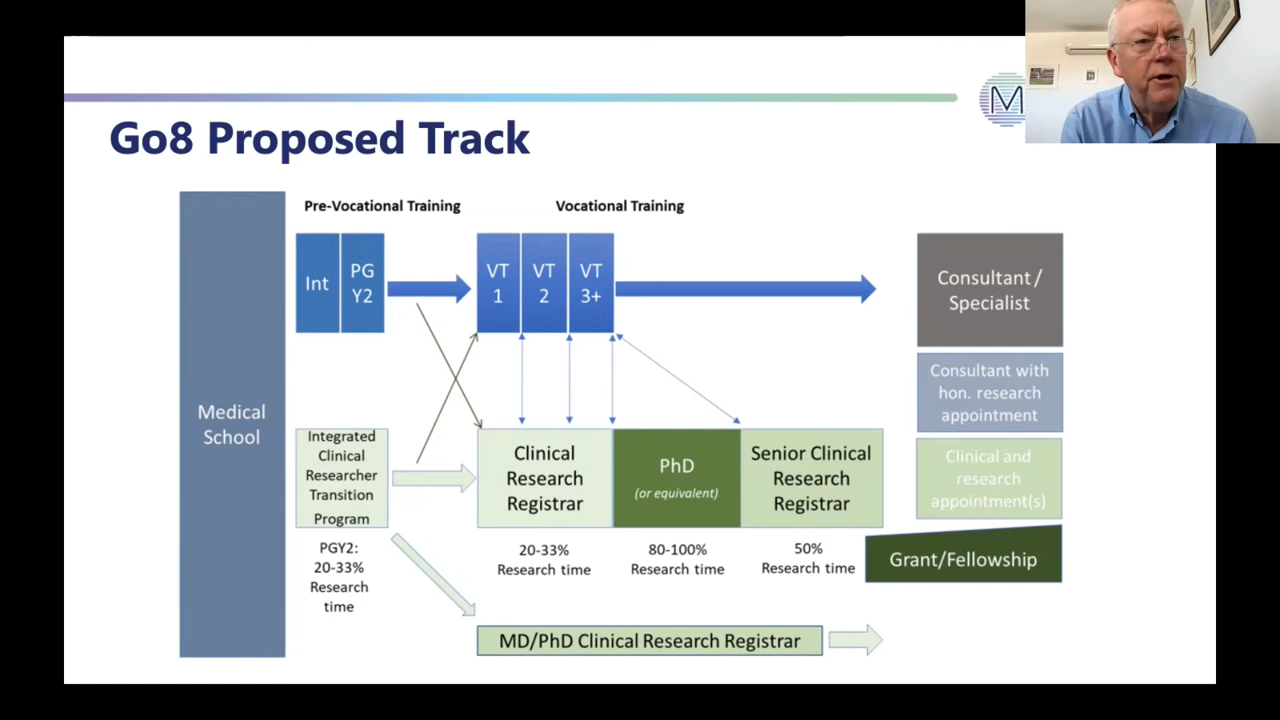 M
Go8 Proposed Track
Pre-Vocational Training
Vocational Training
Medical
School
Int
PG
Y2
VT
1
VT
2
VT
3+
Consultant/
Specialist
Consultant with
hon. research
appointment
Clinical and
research
appointment(s)
Grant/Fellowship
Integrated
Clinical
Researcher
Transition
Program
Clinical
Research
Registrar
PhD
(or equivalent)
Senior Clinical
Research
Registrar
PGY2:
20-33%
Research
time
20-33%
Research time
80-100%
Research time
50%
Research time
MD/PhD Clinical Research Registrar